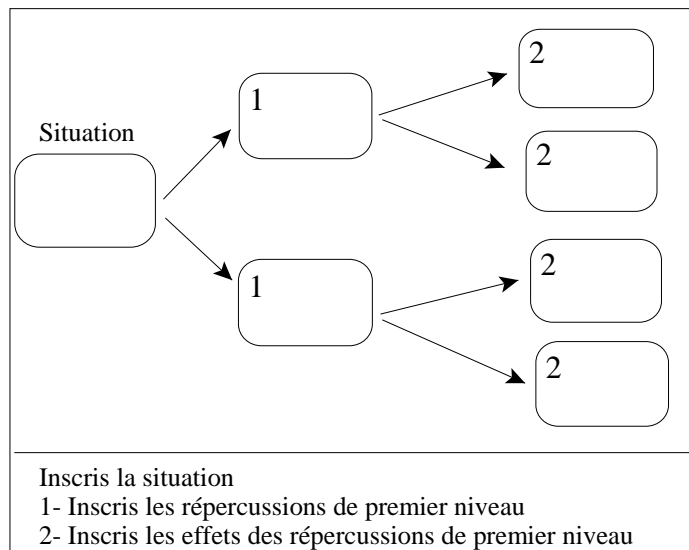 Situation
1
2
2
1
2
2
Inscris la situation
1- Inscris les répercussions de premier niveau
2- Inscris les effets des répercussions de premier niveau